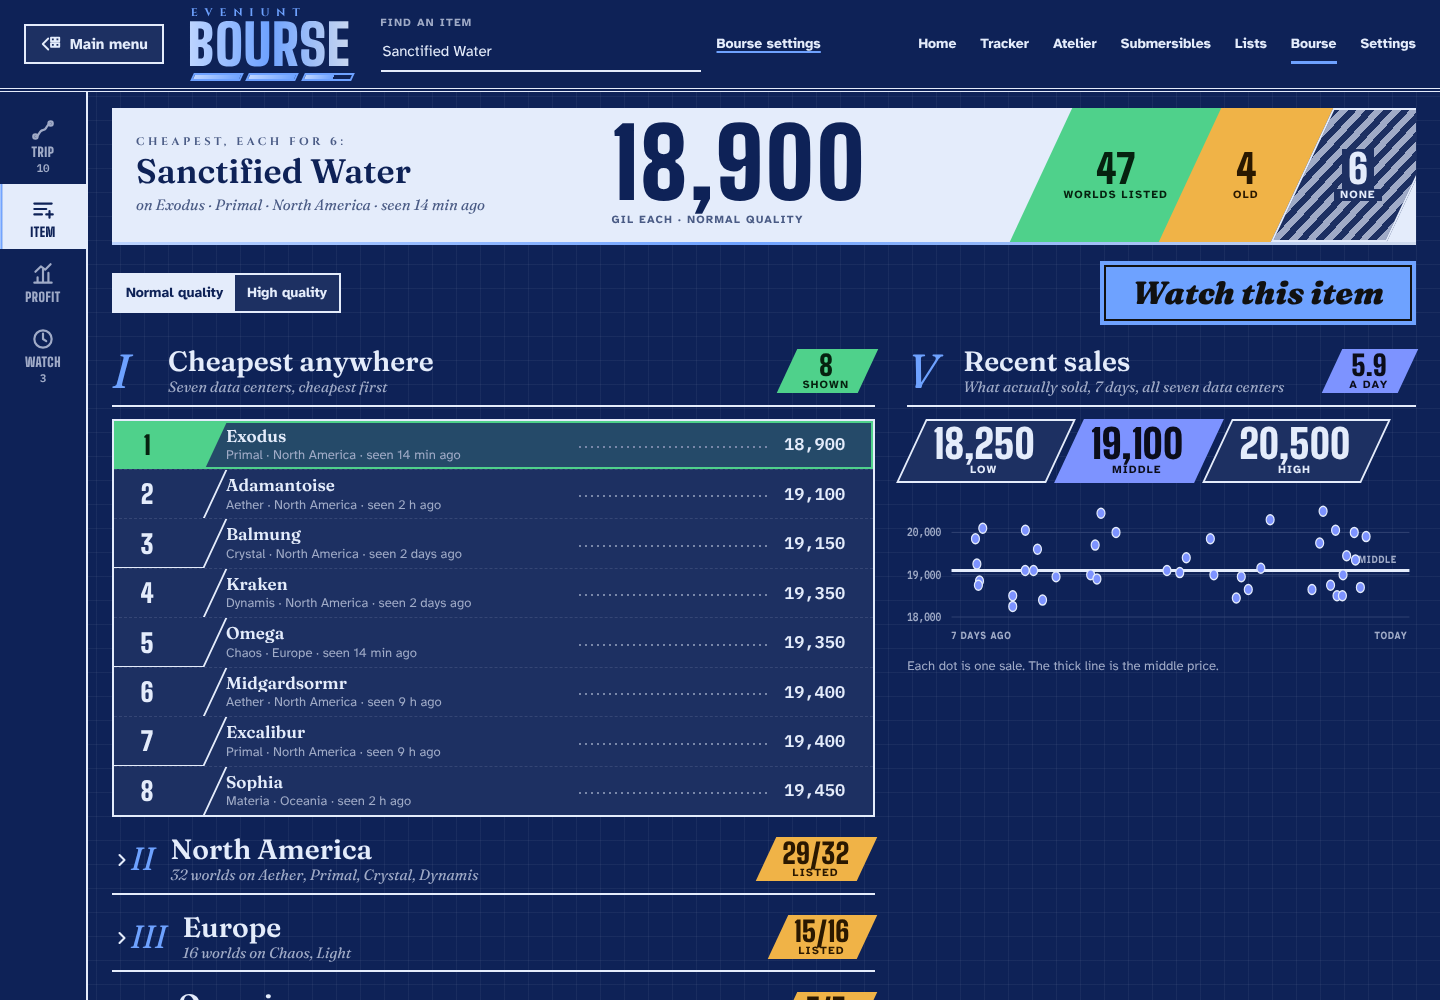 Main menu
EVENIUNT
BOURSE
FIND AN ITEM
Sanctified Water
Bourse settings
Home
Tracker
Atelier
Submersibles
Lists
Bourse
Settings
TRIP
10
ITEM
PROFIT
WATCH
3
CHEAPEST, EACH FOR 6:
Sanctified Water
on Exodus · Primal · North America · seen 14 min ago
18,900
GIL EACH · NORMAL QUALITY
47
WORLDS LISTED
4
OLD
6
NONE
Normal quality
High quality
Watch this item
I
Cheapest anywhere
Seven data centers, cheapest first
8
SHOWN
1
Exodus
Primal · North America · seen 14 min ago
18,900
2
Adamantoise
Aether · North America · seen 2 h ago
19,100
3
Balmung
Crystal · North America · seen 2 days ago
19,150
4
Kraken
Dynamis · North America · seen 2 days ago
19,350
5
Omega
Chaos · Europe · seen 14 min ago
19,350
6
Midgardsormr
Aether · North America · seen 9 h ago
19,400
7
Excalibur
Primal · North America · seen 9 h ago
19,400
8
Sophia
Materia · Oceania · seen 2 h ago
19,450
II
North America
32 worlds on Aether, Primal, Crystal, Dynamis
29/32
LISTED
III
Europe
16 worlds on Chaos, Light
15/16
LISTED
V
Recent sales
What actually sold, 7 days, all seven data centers
5.9
A DAY
18,250
LOW
19,100
MIDDLE
20,500
HIGH
20,000
MIDDLE
19,000
18,000
7 DAYS AGO
TODAY
Each dot is one sale. The thick line is the middle price.